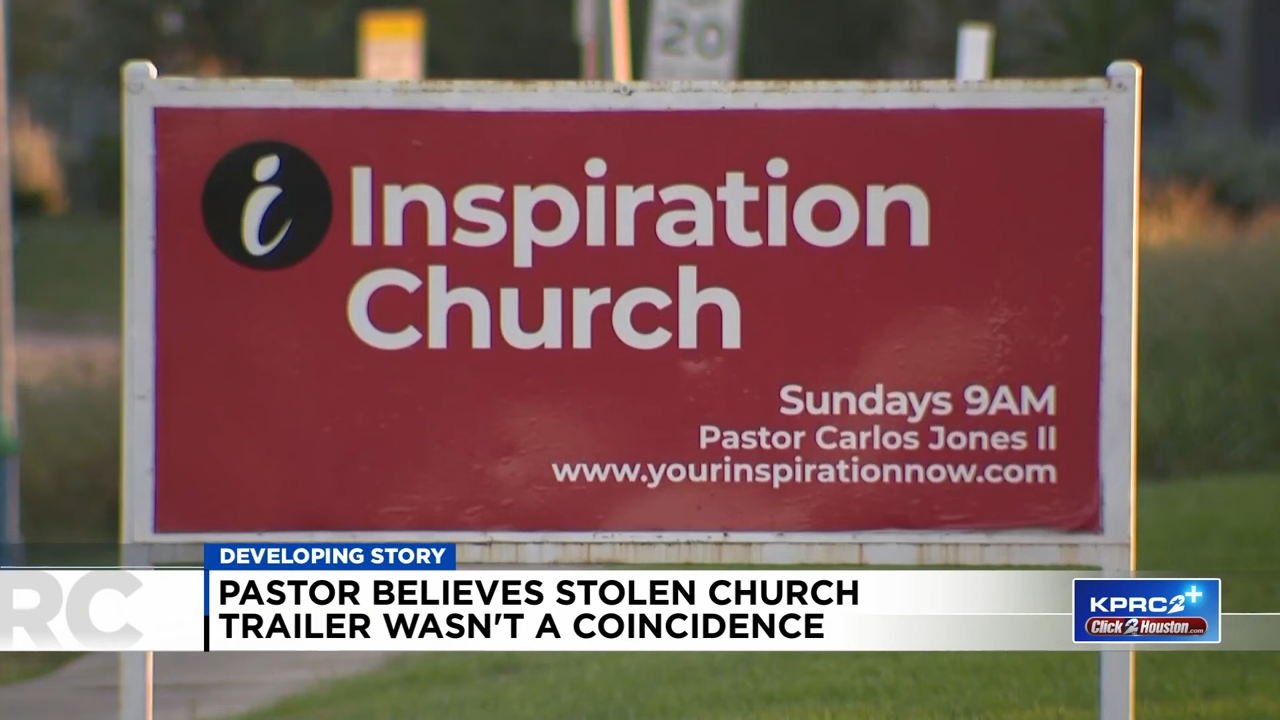 20
i Inspiration
Church
Sundays 9AM
Pastor Carlos Jones II
www.yourinspirationnow.com
DEVELOPING STORY
RC
PASTOR BELIEVES STOLEN CHURCH
TRAILER WASN'T A COINCIDENCE
KPRC2+
Click2Houston.com